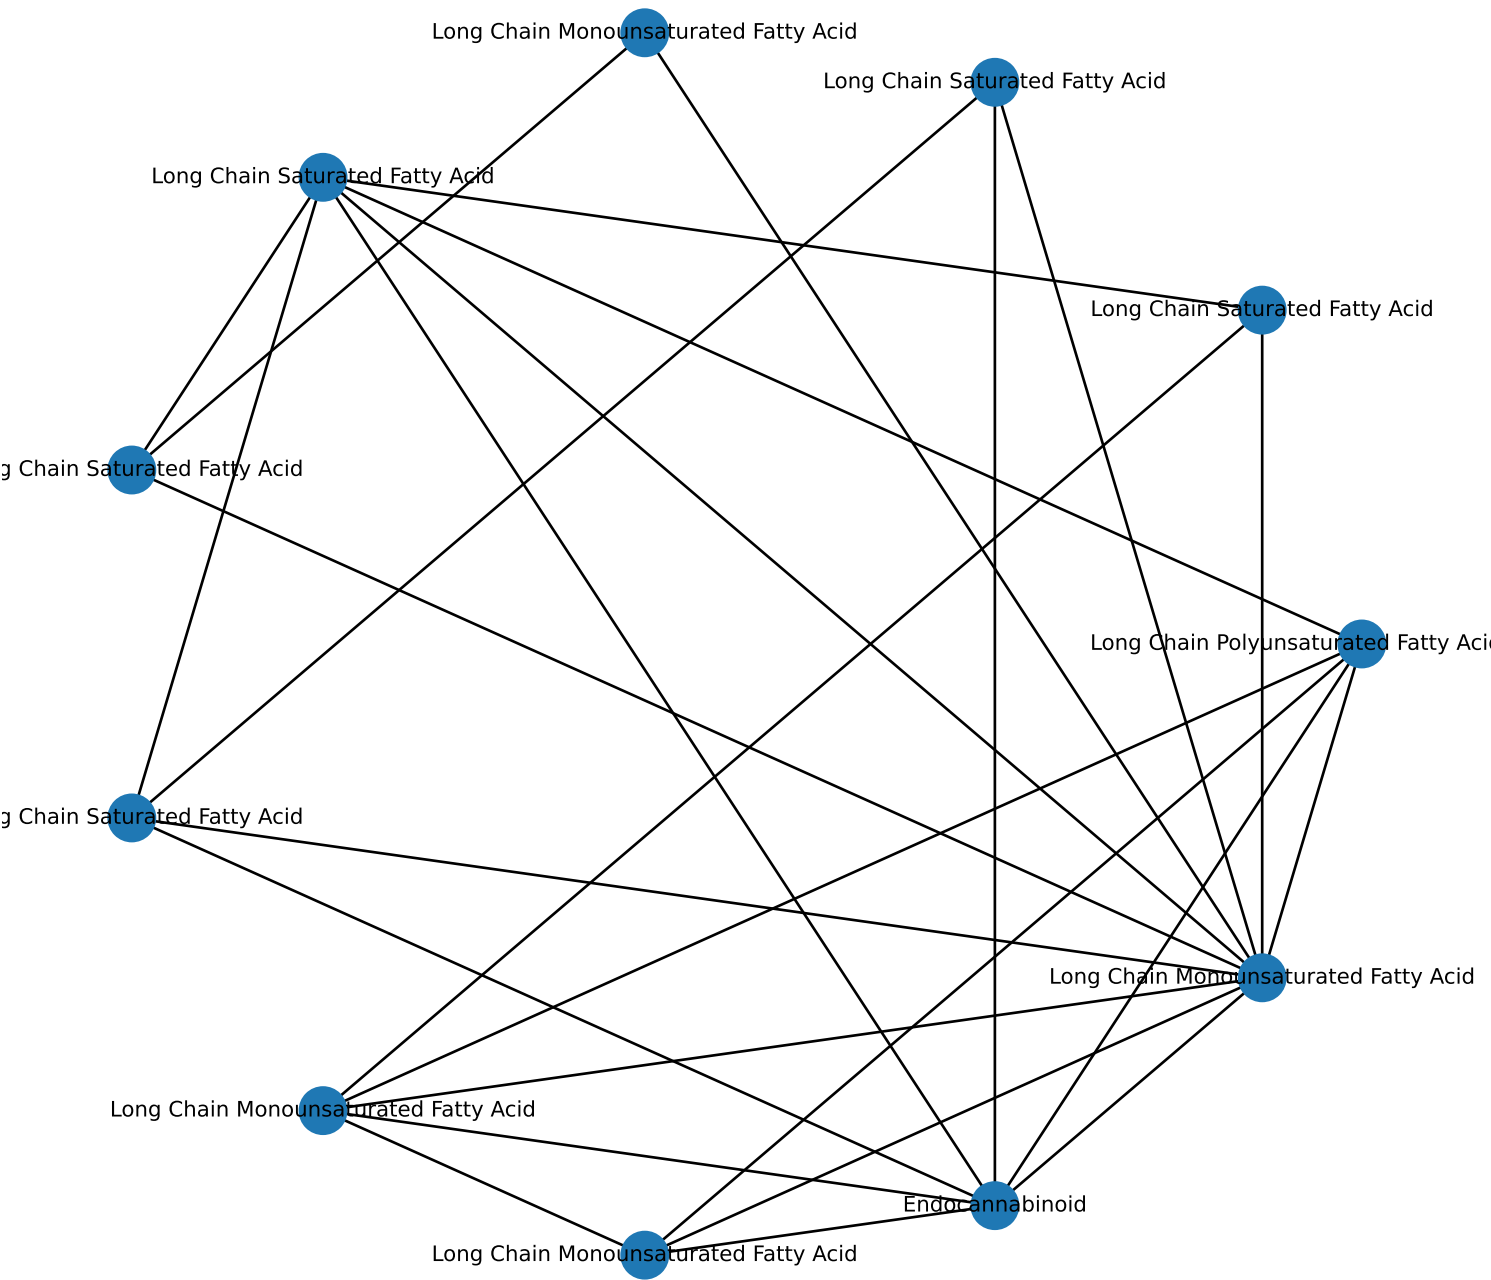 Long Chain Monounsaturated Fatty Acid
Long Chain Saturated Fatty Acid
Long Chain Saturated Fatty Acid
Long Chain Saturated Fatty Acid
g Chain Saturated Fatty Acid
Long Chain Polyunsaturated Fatty Aci
g Chain Saturated Fatty Acid
Long Chain Monounsaturated Fatty Acid
Long Chain Monounsaturated Fatty Acid
Endocannabinoid
Long Chain Monounsaturated Fatty Acid